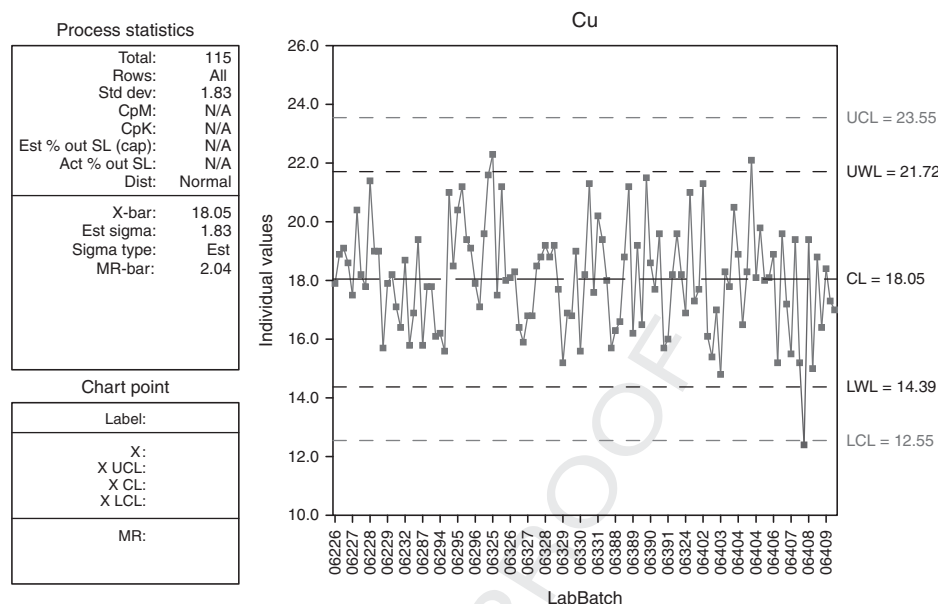 Process statistics
Total: 115
Rows: All
Std dev: 1.83
CpM: N/A
CpK: N/A
Est % out SL (cap): N/A
Act % out SL: N/A
Dist: Normal
X-bar: 18.05
Est sigma: 1.83
Sigma type: Est
MR-bar: 2.04
Chart point
Label:
X:
X UCL:
X CL:
X LCL:
MR:
Cu
Individual values
26.0
24.0
22.0
20.0
18.0
16.0
14.0
12.0
10.0
UCL = 23.55
UWL = 21.72
CL = 18.05
LWL = 14.39
LCL = 12.55
06226
06227
06228
06229
06232
06287
06294
06295
06296
06325
06326
06327
06328
06329
06330
06331
06388
06389
06390
06391
06324
06402
06403
06404
06404
06406
06407
06408
06409
LabBatch
PROOF